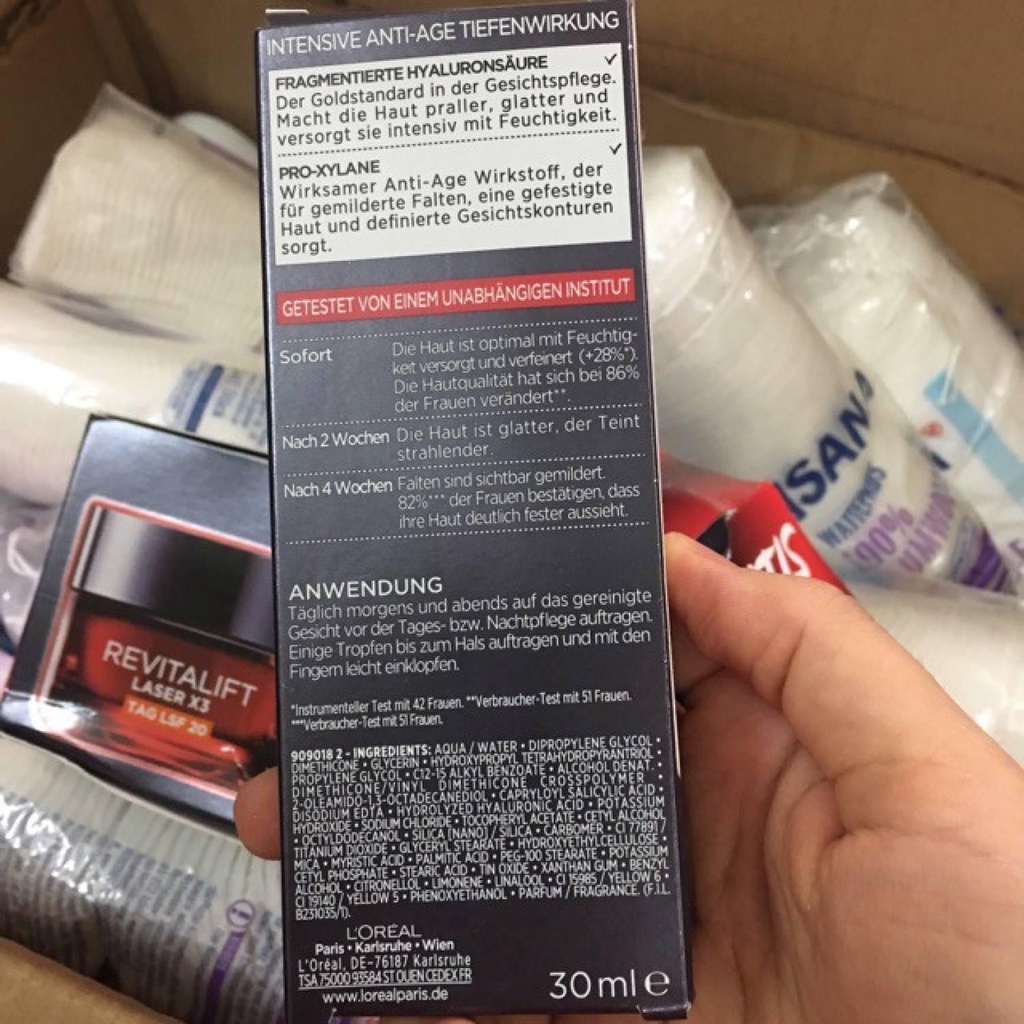 INTENSIVE ANTI-AGE TIEFENWIRKUNG
FRAGMENTIERTE HYALURONSÄURE ✓
Der Goldstandard in der Gesichtspflege.
Macht die Haut praller, glatter und
versorgt sie intensiv mit Feuchtigkeit.
PRO-XYLANE ✓
Wirksamer Anti-Age Wirkstoff, der
für gemilderte Falten, eine gefestigte
Haut und definierte Gesichtskonturen
sorgt.
GETESTET VON EINEM UNABHÄNGIGEN INSTITUT
Sofort Die Haut ist optimal mit Feuchtig-
keit versorgt und verfeinert (+28%*).
Die Hautqualität hat sich bei 86%
der Frauen verändert**.
Nach 2 Wochen Die Haut ist glatter, der Teint
strahlender.
Nach 4 Wochen Falten sind sichtbar gemildert.
82%*** der Frauen bestätigen, dass
ihre Haut deutlich fester aussieht.
ANWENDUNG
Täglich morgens und abends auf das gereinigte
Gesicht vor der Tages- bzw. Nachtpflege auftragen.
Einige Tropfen bis zum Hals auftragen und mit den
Fingern leicht einklopfen.
*Instrumenteller Test mit 42 Frauen. **Verbraucher-Test mit 51 Frauen.
***Verbraucher-Test mit 51 Frauen.
909018 2 - INGREDIENTS: AQUA / WATER • DIPROPYLENE GLYCOL •
DIMETHICONE • GLYCERIN • HYDROXYPROPYL TETRAHYDROPYRANTRIOL •
PROPYLENE GLYCOL • C12-15 ALKYL BENZOATE • ALCOHOL DENAT. •
DIMETHICONE/VINYL DIMETHICONE CROSSPOLYMER •
2-OLEAMIDO-1,3-OCTADECANEDIOL • CAPRYLOYL SALICYLIC ACID •
DISODIUM EDTA • HYDROLYZED HYALURONIC ACID • POTASSIUM
HYDROXIDE • SODIUM CHLORIDE • TOCOPHERYL ACETATE • CETYL ALCOHOL
• OCTYLDODECANOL • SILICA [NANO] / SILICA • CARBOMER • CI 77891 /
TITANIUM DIOXIDE • GLYCERYL STEARATE • HYDROXYETHYLCELLULOSE •
MICA • MYRISTIC ACID • PALMITIC ACID • PEG-100 STEARATE • POTASSIUM
CETYL PHOSPHATE • STEARIC ACID • TIN OXIDE • XANTHAN GUM • BENZYL
ALCOHOL • CITRONELLOL • LIMONENE • LINALOOL • CI 15985 / YELLOW 6 •
CI 19140 / YELLOW 5 • PHENOXYETHANOL • PARFUM / FRAGRANCE. (F.I.L.
B231035/1).
L'ORÉAL
Paris • Karlsruhe • Wien
L'Oréal, DE-76187 Karlsruhe
TSA 75000 93584 ST OUEN CEDEX FR
www.lorealparis.de
30 ml e
REVITALIFT
LASER X3
TAG LSF 20
ISANA
WATTEPADS
100%